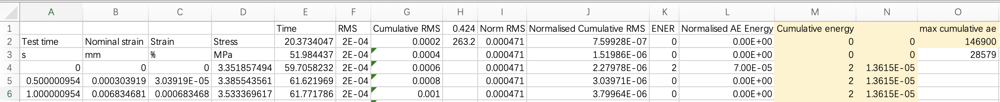 A B C D E F G H I J K L M N O
1 Time RMS Cumulative RMS 0.424 Norm RMS Normalised Cumulative RMS ENER Normalised AE Energy Cumulative energy max cumulative ae
2 Test time Nominal strain Strain Stress 20.3734047 2E-04 0.0002 263.2 0.000471 7.59928E-07 0 0.00E+00 0 0 146900
3 s mm % MPa 51.984437 2E-04 0.0004 0.000471 1.51986E-06 0 0.00E+00 0 0 28579
4 0 0 0 3.351857494 59.7058232 2E-04 0.0006 0.000471 2.27978E-06 2 7.00E-05 2 1.3615E-05
5 0.500000954 0.000303919 3.03919E-05 3.385543561 61.621969 2E-04 0.0008 0.000471 3.03971E-06 0 0.00E+00 2 1.3615E-05
6 1.000000954 0.006834681 0.000683468 3.533369617 61.771786 2E-04 0.001 0.000471 3.79964E-06 0 0.00E+00 2 1.3615E-05